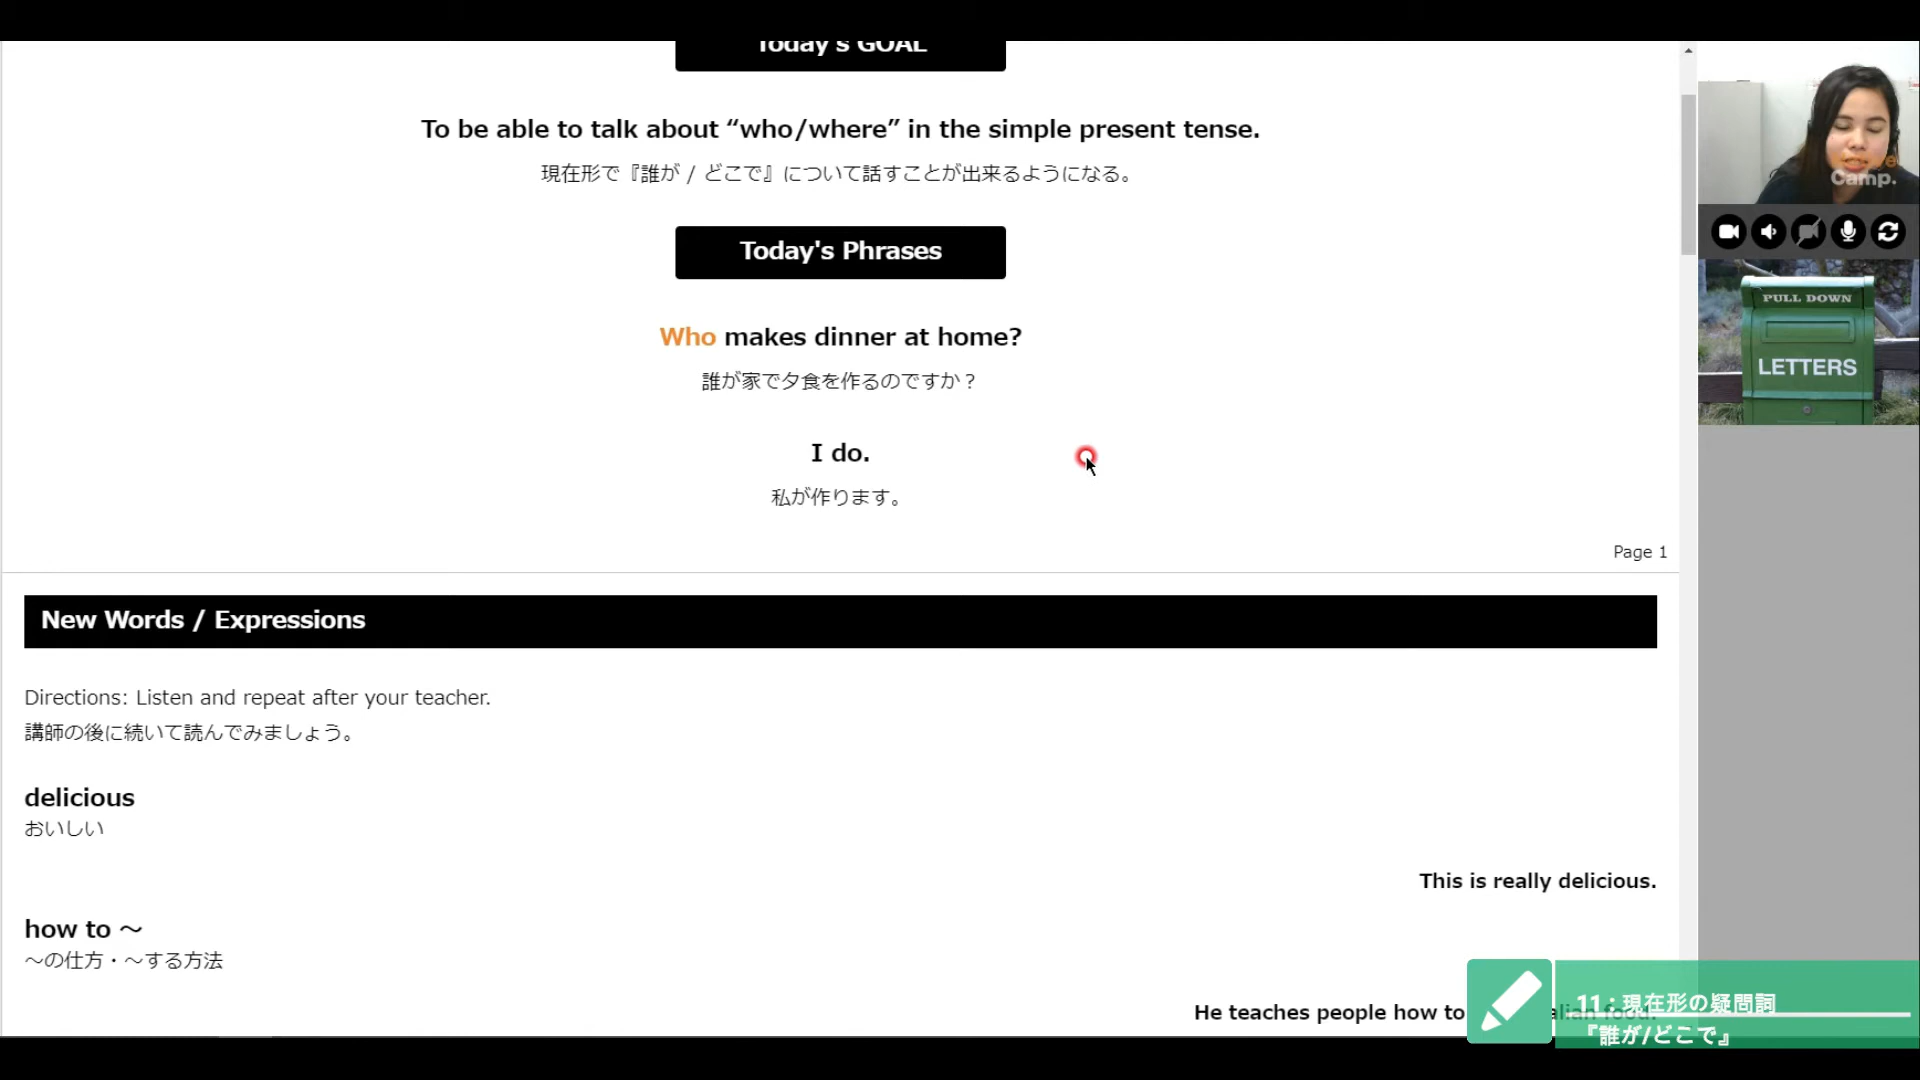 Today's GOAL
To be able to talk about “who/where” in the simple present tense.
現在形で『誰が / どこで』について話すことが出来るようになる。
Today's Phrases
Who makes dinner at home?
誰が家で夕食を作るのですか？
I do.
私が作ります。
Page 1
New Words / Expressions
Directions: Listen and repeat after your teacher.
講師の後に続いて読んでみましょう。
delicious
おいしい
This is really delicious.
how to ～
～の仕方・～する方法
He teaches people how to
food.
Camp.
PULL DOWN
LETTERS
11 : 現在形の疑問詞
『誰が/どこで』